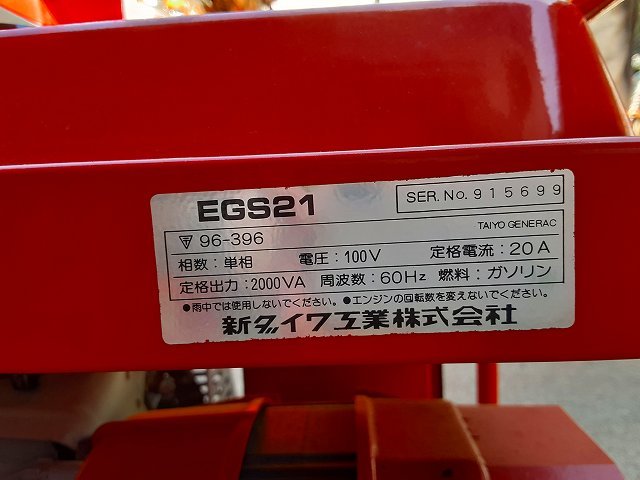 EGS21
SER. No. 915699
TAIYO GENERAC
96-396
相数：単相 電圧：100V 定格電流：20A
定格出力：2000VA 周波数：60Hz 燃料：ガソリン
●雨中では使用しないでください。●エンジンの回転数を変えないでください。
新ダイワ工業株式会社